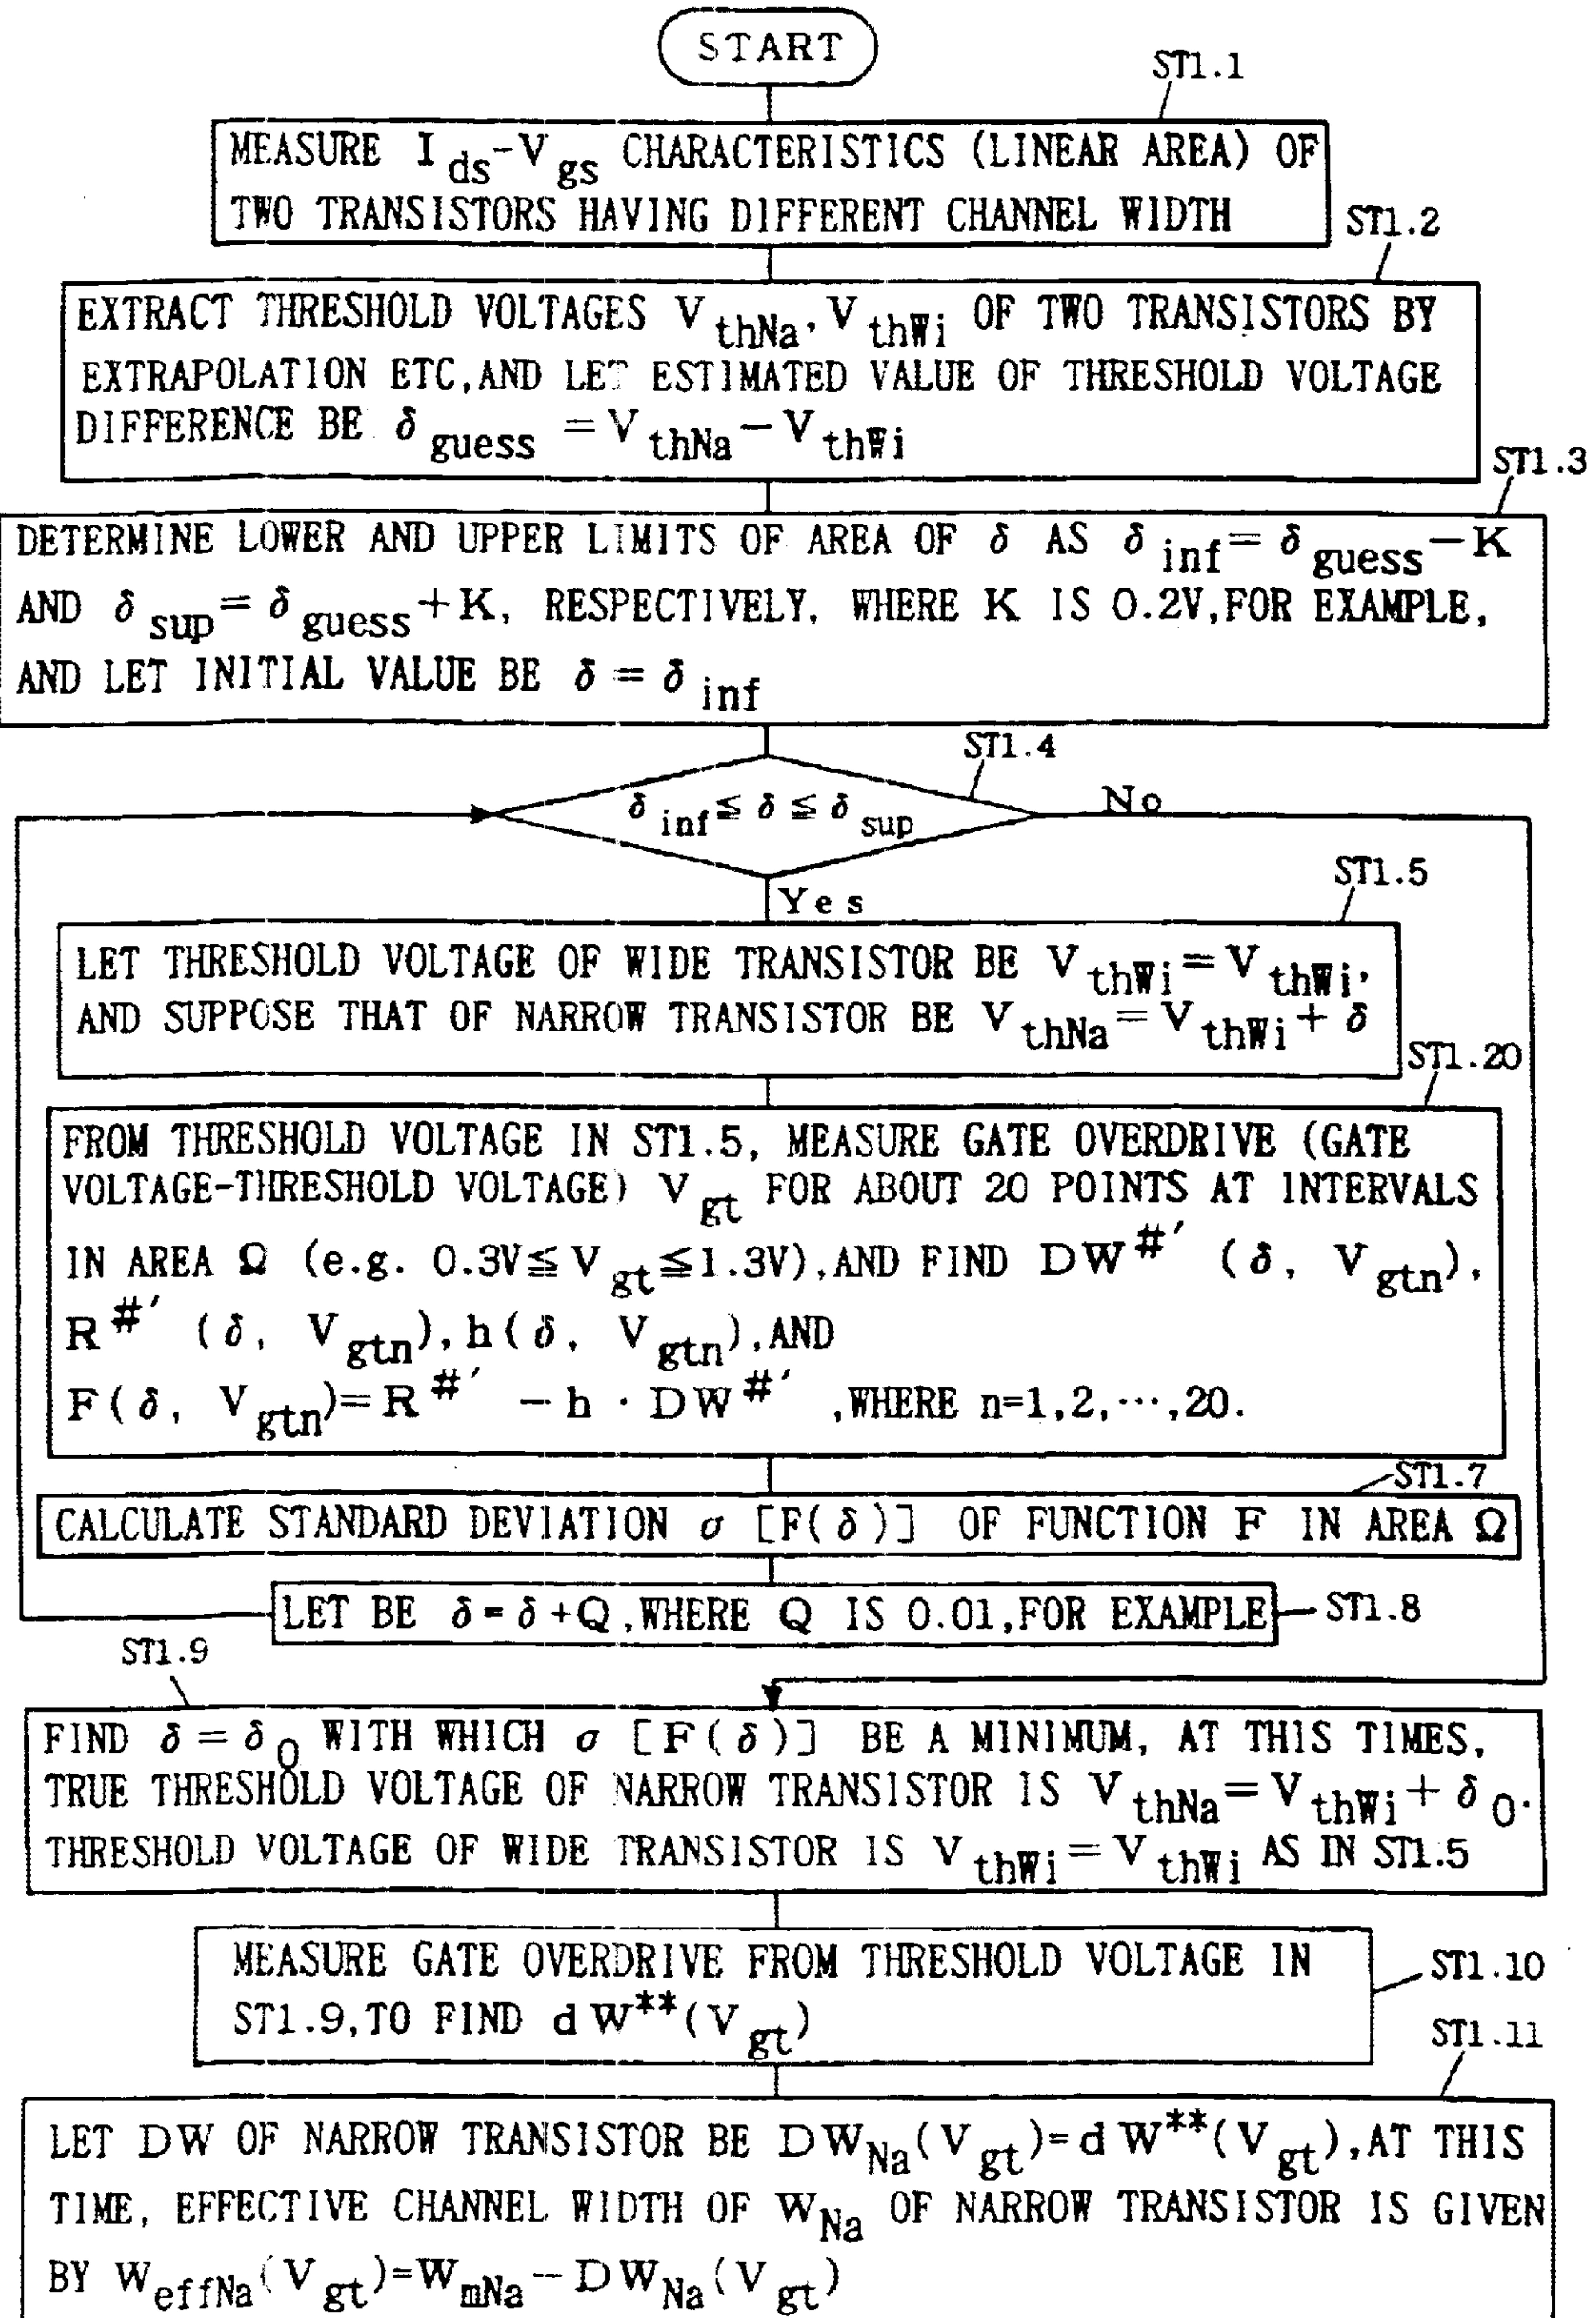 START
ST1.1
MEASURE I ds-V gs CHARACTERISTICS (LINEAR AREA) OF
TWO TRANSISTORS HAVING DIFFERENT CHANNEL WIDTH
ST1.2
EXTRACT THRESHOLD VOLTAGES V thNa, V thWi OF TWO TRANSISTORS BY
EXTRAPOLATION ETC,AND LET ESTIMATED VALUE OF THRESHOLD VOLTAGE
DIFFERENCE BE δ guess = V thNa - V thWi
ST1.3
DETERMINE LOWER AND UPPER LIMITS OF AREA OF δ AS δ inf = δ guess - K
AND δ sup = δ guess + K, RESPECTIVELY, WHERE K IS 0.2V,FOR EXAMPLE,
AND LET INITIAL VALUE BE δ = δ inf
ST1.4
δ inf ≦ δ ≦ δ sup
No
Yes
ST1.5
LET THRESHOLD VOLTAGE OF WIDE TRANSISTOR BE V thWi = V thWi,
AND SUPPOSE THAT OF NARROW TRANSISTOR BE V thNa = V thWi + δ
ST1.20
FROM THRESHOLD VOLTAGE IN ST1.5, MEASURE GATE OVERDRIVE (GATE
VOLTAGE-THRESHOLD VOLTAGE) V gt FOR ABOUT 20 POINTS AT INTERVALS
IN AREA Ω (e.g. 0.3V ≦ V gt ≦ 1.3V),AND FIND DW #′ (δ, V gtn),
R #′ (δ, V gtn), h(δ, V gtn),AND
F(δ, V gtn)= R #′ - h · DW #′ ,WHERE n=1,2,⋯,20.
ST1.7
CALCULATE STANDARD DEVIATION σ [F(δ)] OF FUNCTION F IN AREA Ω
LET BE δ = δ +Q,WHERE Q IS 0.01,FOR EXAMPLE
ST1.8
ST1.9
FIND δ = δ 0 WITH WHICH σ [F(δ)] BE A MINIMUM, AT THIS TIMES,
TRUE THRESHOLD VOLTAGE OF NARROW TRANSISTOR IS V thNa = V thWi + δ 0.
THRESHOLD VOLTAGE OF WIDE TRANSISTOR IS V thWi = V thWi AS IN ST1.5
MEASURE GATE OVERDRIVE FROM THRESHOLD VOLTAGE IN
ST1.9,TO FIND dW**(V gt)
ST1.10
ST1.11
LET DW OF NARROW TRANSISTOR BE DW Na(V gt)=dW**(V gt),AT THIS
TIME, EFFECTIVE CHANNEL WIDTH OF W Na OF NARROW TRANSISTOR IS GIVEN
BY W effNa(V gt)=W mNa - DW Na(V gt)